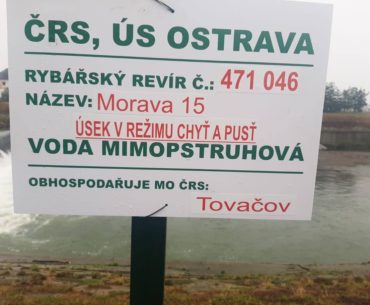 ČRS, ÚS OSTRAVA
RYBÁŘSKÝ REVÍR Č.: 471 046
NÁZEV: Morava 15
ÚSEK V REŽIMU CHYŤ A PUSŤ
VODA MIMOPSTRUHOVÁ
OBHOSPODAŘUJE MO ČRS:
Tovačov